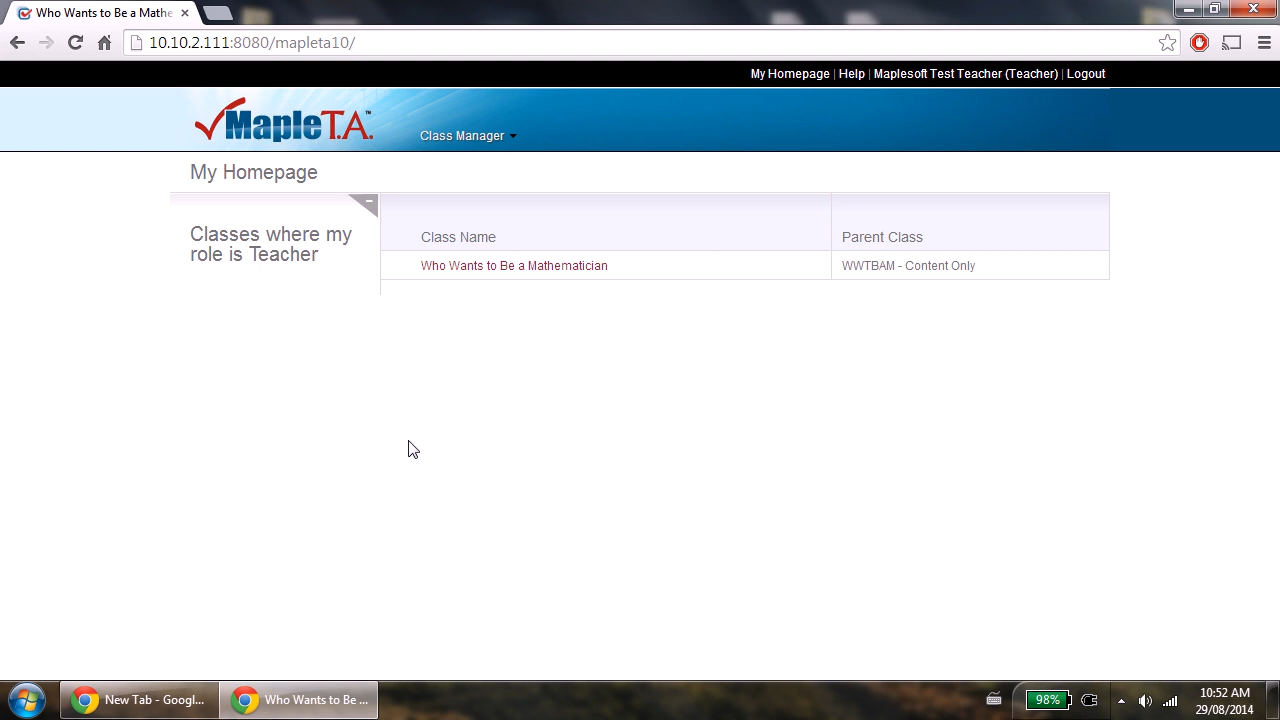 Who Wants to Be a Mathe
10.10.2.111:8080/mapleta10/
My Homepage | Help | Maplesoft Test Teacher (Teacher) | Logout
MapleT.A.™
Class Manager
My Homepage
Classes where my
role is Teacher
Class Name
Parent Class
Who Wants to Be a Mathematician
WWTBAM - Content Only
New Tab - Googl...
Who Wants to Be ...
98%
10:52 AM
29/08/2014